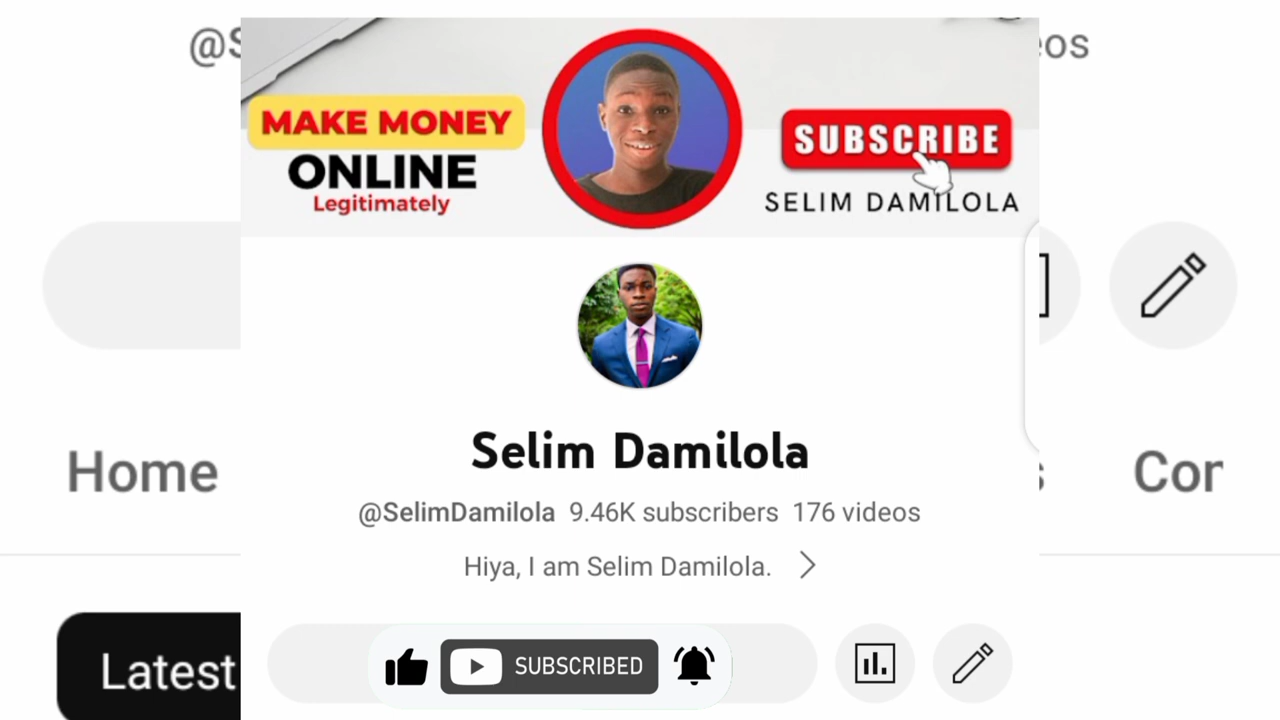 @S
eos
MAKE MONEY
ONLINE
Legitimately
SUBSCRIBE
SELIM DAMILOLA
Selim Damilola
Home
Cor
@SelimDamilola 9.46K subscribers 176 videos
Hiya, I am Selim Damilola.
Latest
SUBSCRIBED